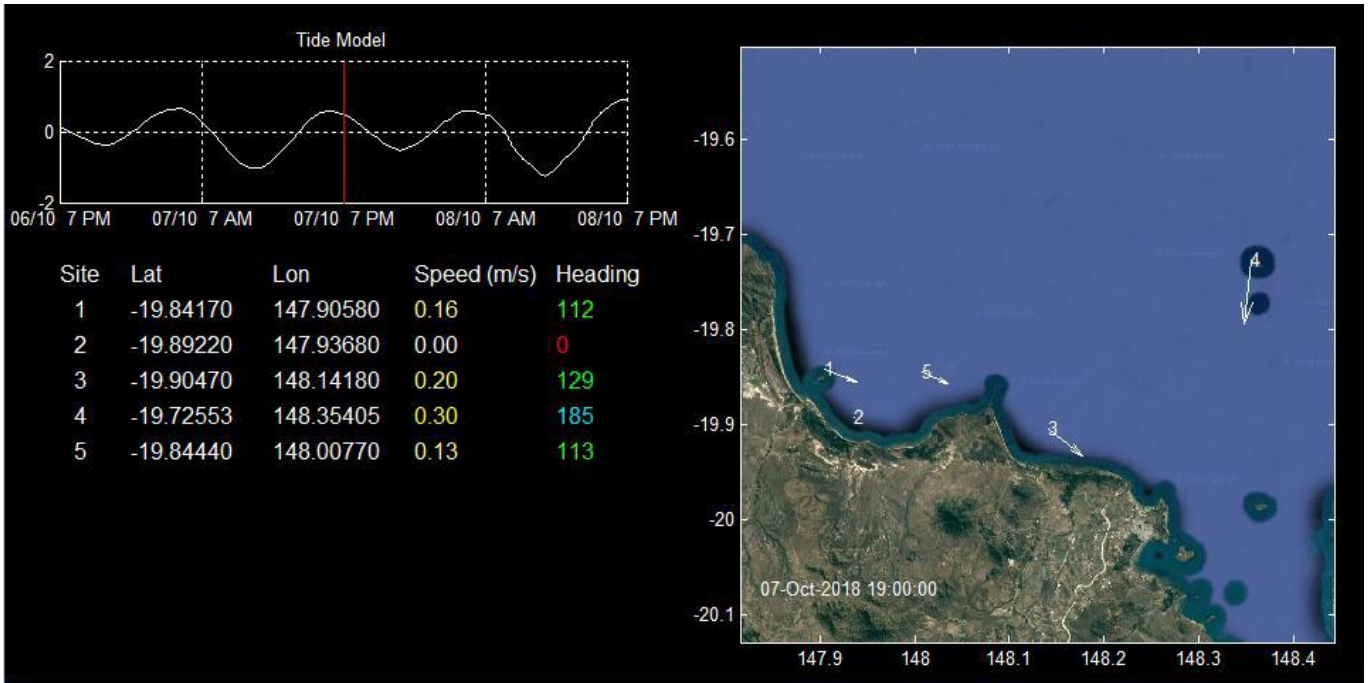 Tide Model
2
0
-2
06/10 7 PM 07/10 7 AM 07/10 7 PM 08/10 7 AM 08/10 7 PM
Site Lat Lon Speed (m/s) Heading
1 -19.84170 147.90580 0.16 112
2 -19.89220 147.93680 0.00 0
3 -19.90470 148.14180 0.20 129
4 -19.72553 148.35405 0.30 185
5 -19.84440 148.00770 0.13 113
-19.6
-19.7
4
-19.8
1 5
-19.9
2 3
-20
07-Oct-2018 19:00:00
-20.1
147.9 148 148.1 148.2 148.3 148.4